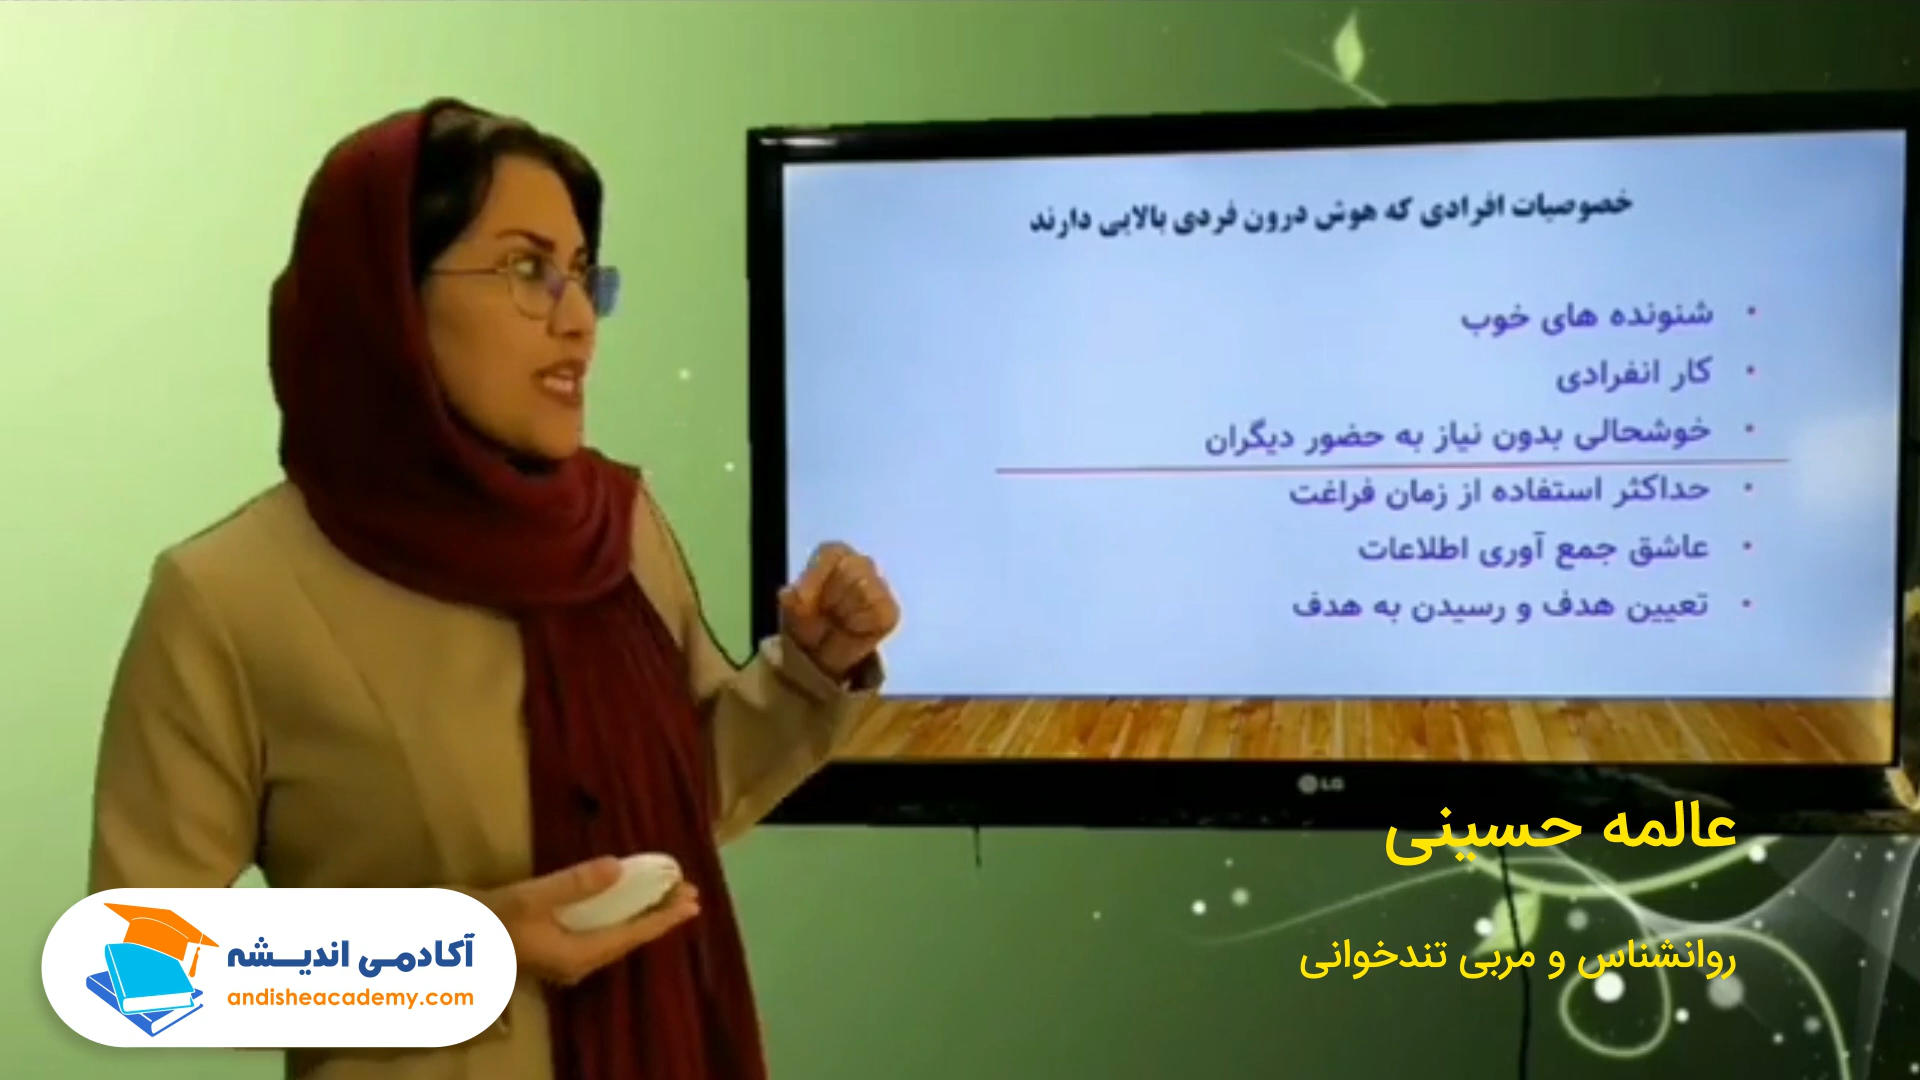 خصوصیات افرادی که هوش درون فردی بالایی دارند
• شنونده های خوب
• کار انفرادی
• خوشحالی بدون نیاز به حضور دیگران
• حداکثر استفاده از زمان فراغت
• عاشق جمع آوری اطلاعات
• تعیین هدف و رسیدن به هدف
LG
عالمه حسینی
روانشناس و مربی تندخوانی
آکادمی اندیشه
andisheacademy.com